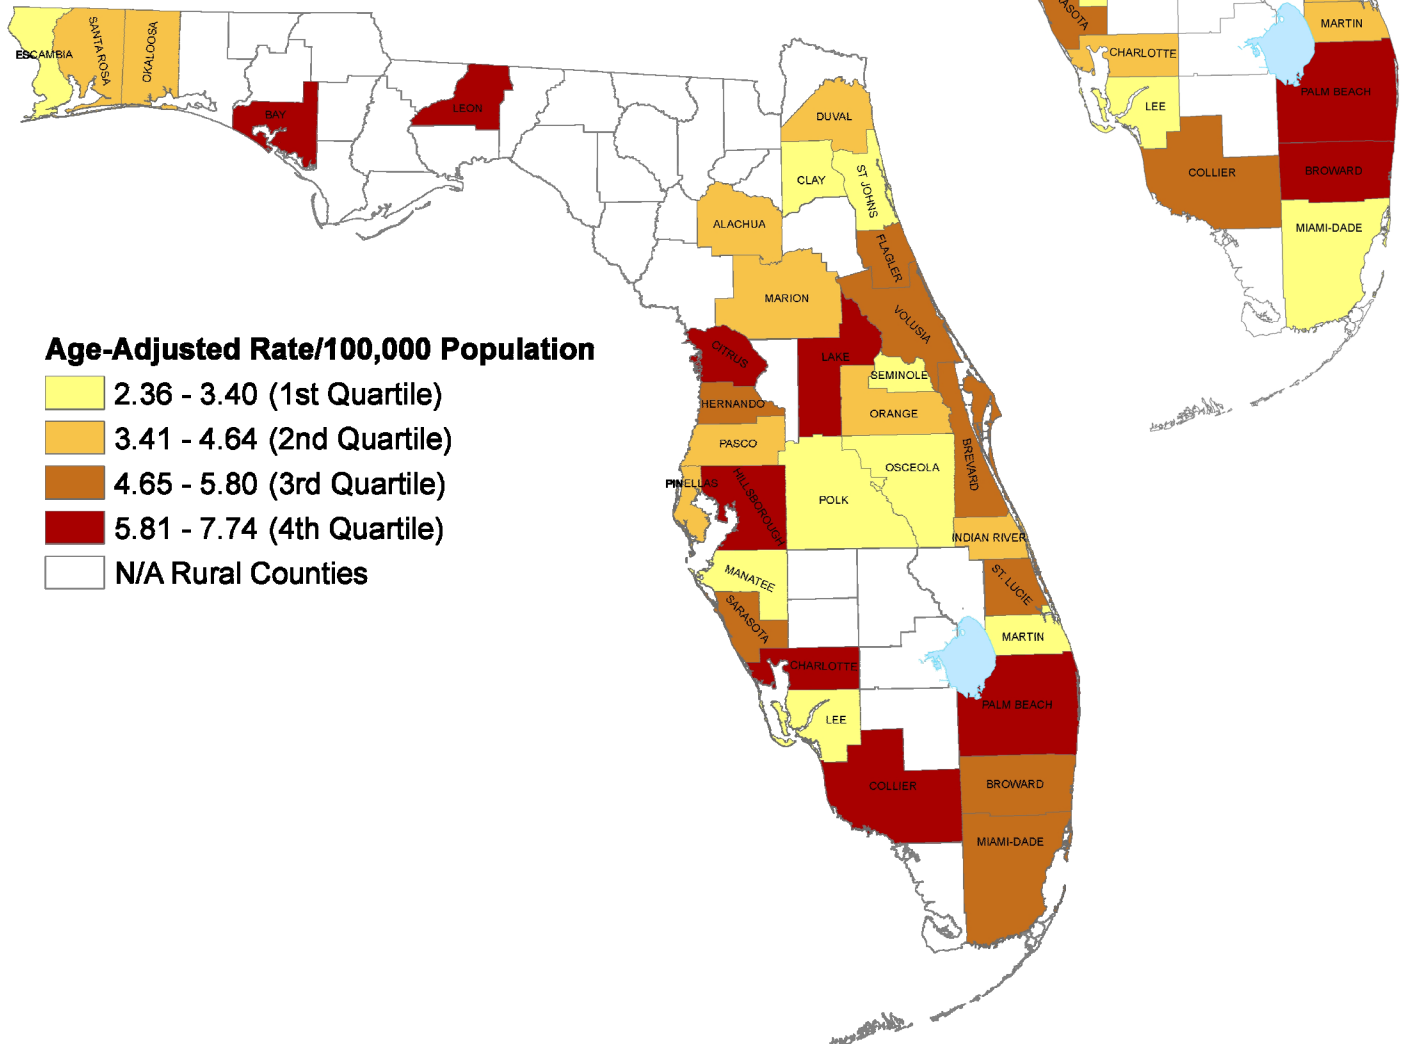 RASOTA
MARTIN
CHARLOTTE
PALM BEACH
LEE
COLLIER
BROWARD
MIAMI-DADE
ESCAMBIA
SANTA ROSA
OKALOOSA
BAY
LEON
DUVAL
CLAY
ST JOHNS
ALACHUA
FLAGLER
MARION
VOLUSIA
CITRUS
LAKE
SEMINOLE
HERNANDO
ORANGE
PASCO
OSCEOLA
BREVARD
PINELLAS
HILLSBOROUGH
POLK
INDIAN RIVER
MANATEE
ST. LUCIE
SARASOTA
MARTIN
CHARLOTTE
PALM BEACH
LEE
COLLIER
BROWARD
MIAMI-DADE
Age-Adjusted Rate/100,000 Population
2.36 - 3.40 (1st Quartile)
3.41 - 4.64 (2nd Quartile)
4.65 - 5.80 (3rd Quartile)
5.81 - 7.74 (4th Quartile)
N/A Rural Counties